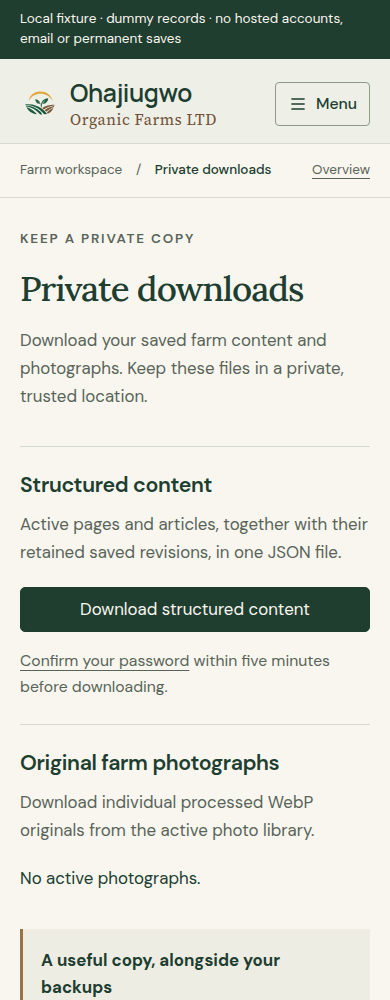 Local fixture · dummy records · no hosted accounts,
email or permanent saves
Ohajiugwo
Organic Farms LTD
Menu
Farm workspace / Private downloads Overview
KEEP A PRIVATE COPY
Private downloads
Download your saved farm content and
photographs. Keep these files in a private,
trusted location.
Structured content
Active pages and articles, together with their
retained saved revisions, in one JSON file.
Download structured content
Confirm your password within five minutes
before downloading.
Original farm photographs
Download individual processed WebP
originals from the active photo library.
No active photographs.
A useful copy, alongside your
backups